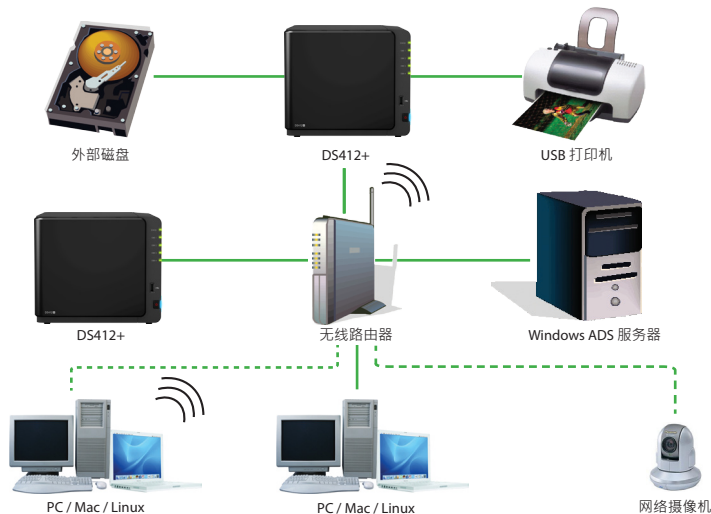 外部磁盘
DS412+
USB 打印机
DS412+
无线路由器
Windows ADS 服务器
PC / Mac / Linux
PC / Mac / Linux
网络摄像机